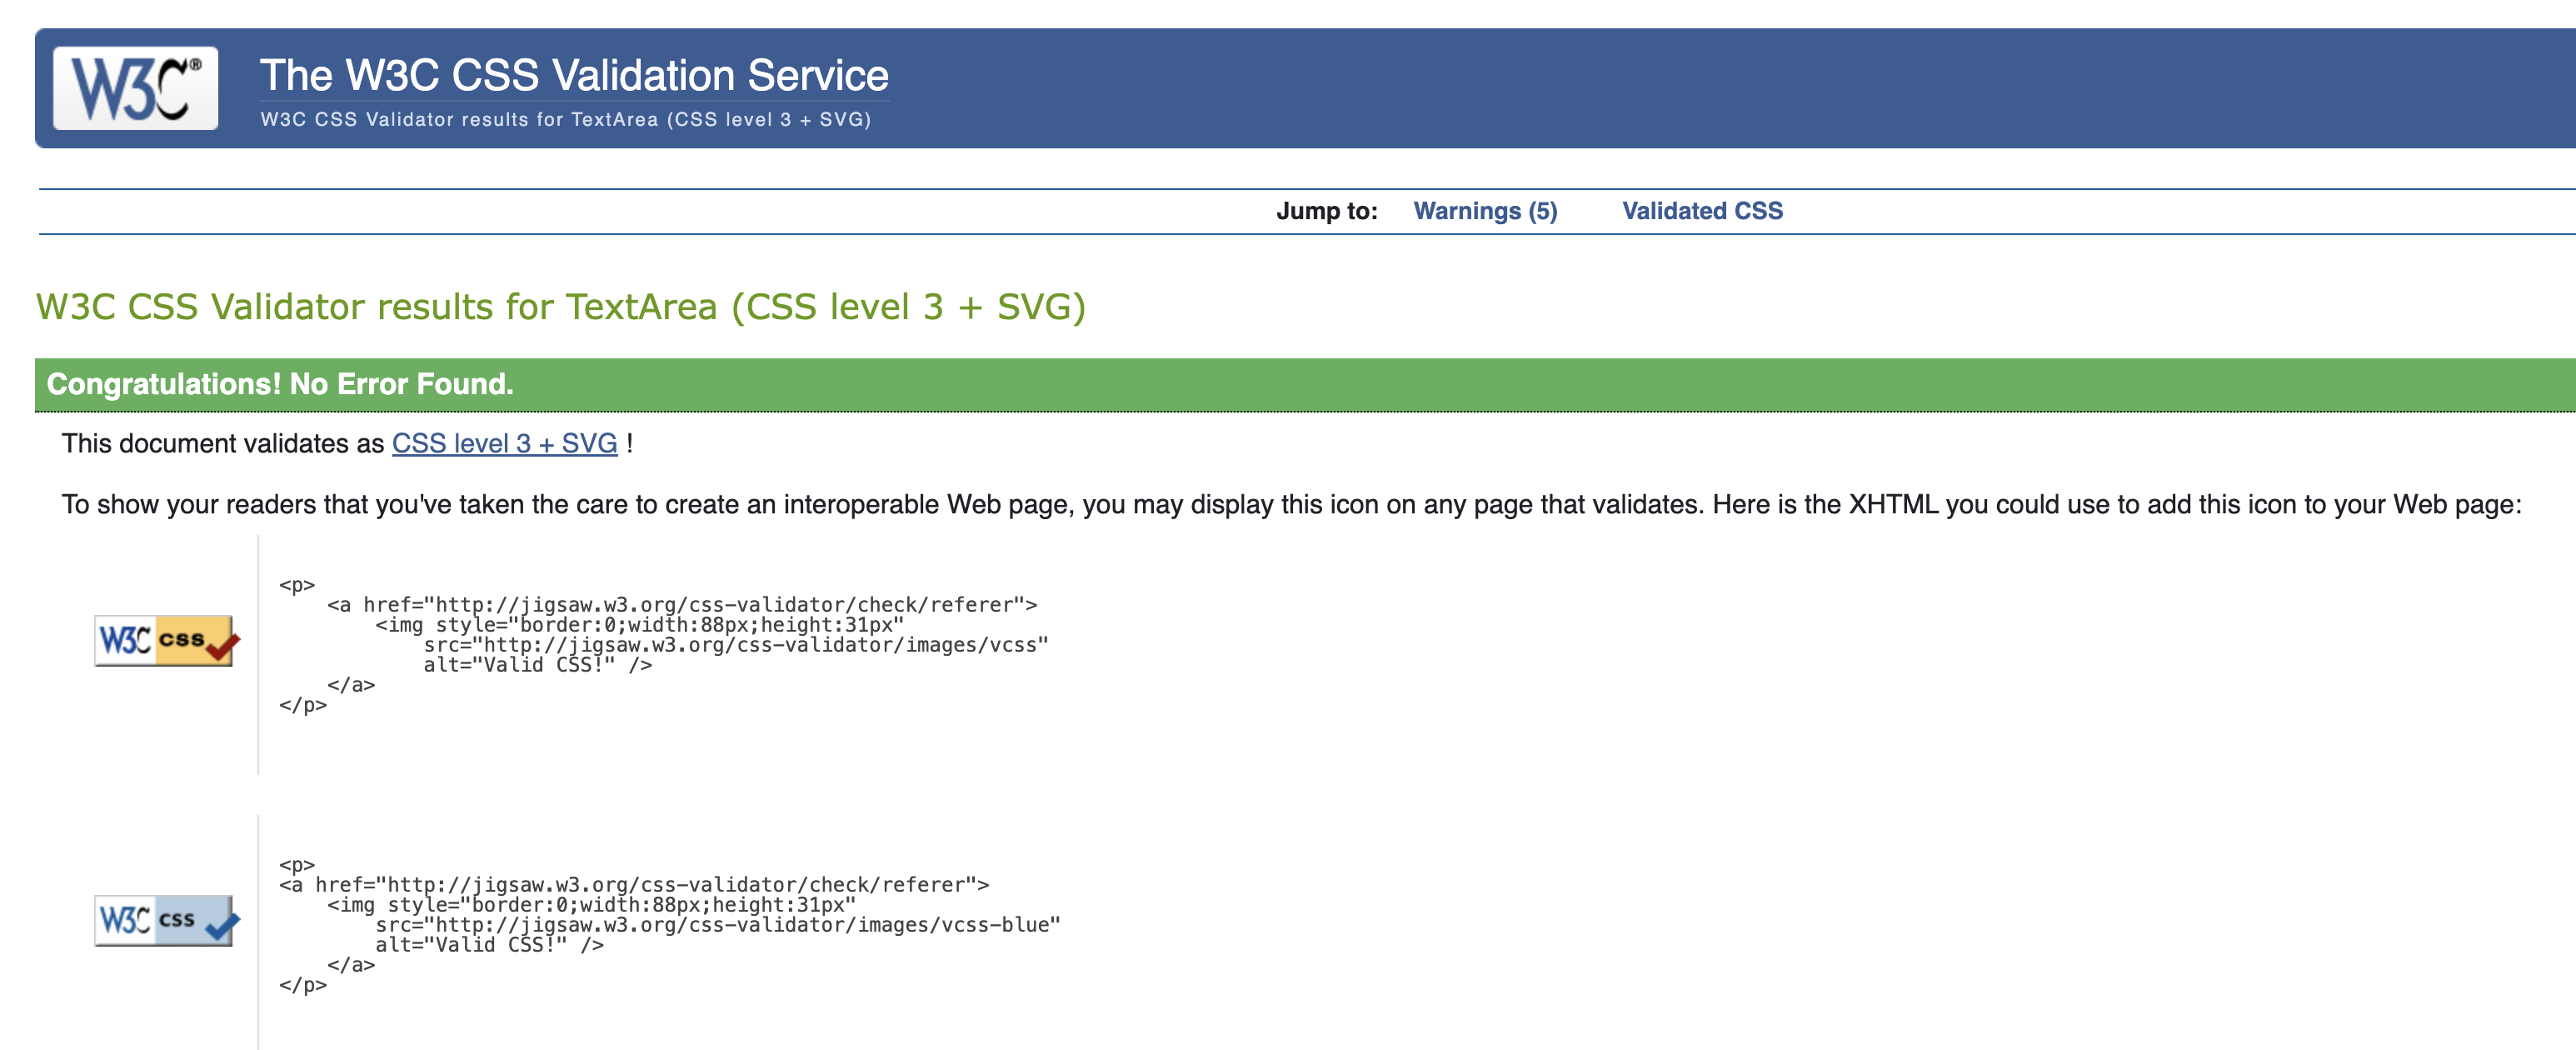 W3C®
The W3C CSS Validation Service
W3C CSS Validator results for TextArea (CSS level 3 + SVG)
Jump to: Warnings (5) Validated CSS
W3C CSS Validator results for TextArea (CSS level 3 + SVG)
Congratulations! No Error Found.
This document validates as CSS level 3 + SVG !
To show your readers that you've taken the care to create an interoperable Web page, you may display this icon on any page that validates. Here is the XHTML you could use to add this icon to your Web page:
W3C css
<p>
    <a href="http://jigsaw.w3.org/css-validator/check/referer">
        <img style="border:0;width:88px;height:31px"
            src="http://jigsaw.w3.org/css-validator/images/vcss"
            alt="Valid CSS!" />
    </a>
</p>
W3C css
<p>
<a href="http://jigsaw.w3.org/css-validator/check/referer">
    <img style="border:0;width:88px;height:31px"
        src="http://jigsaw.w3.org/css-validator/images/vcss-blue"
        alt="Valid CSS!" />
    </a>
</p>